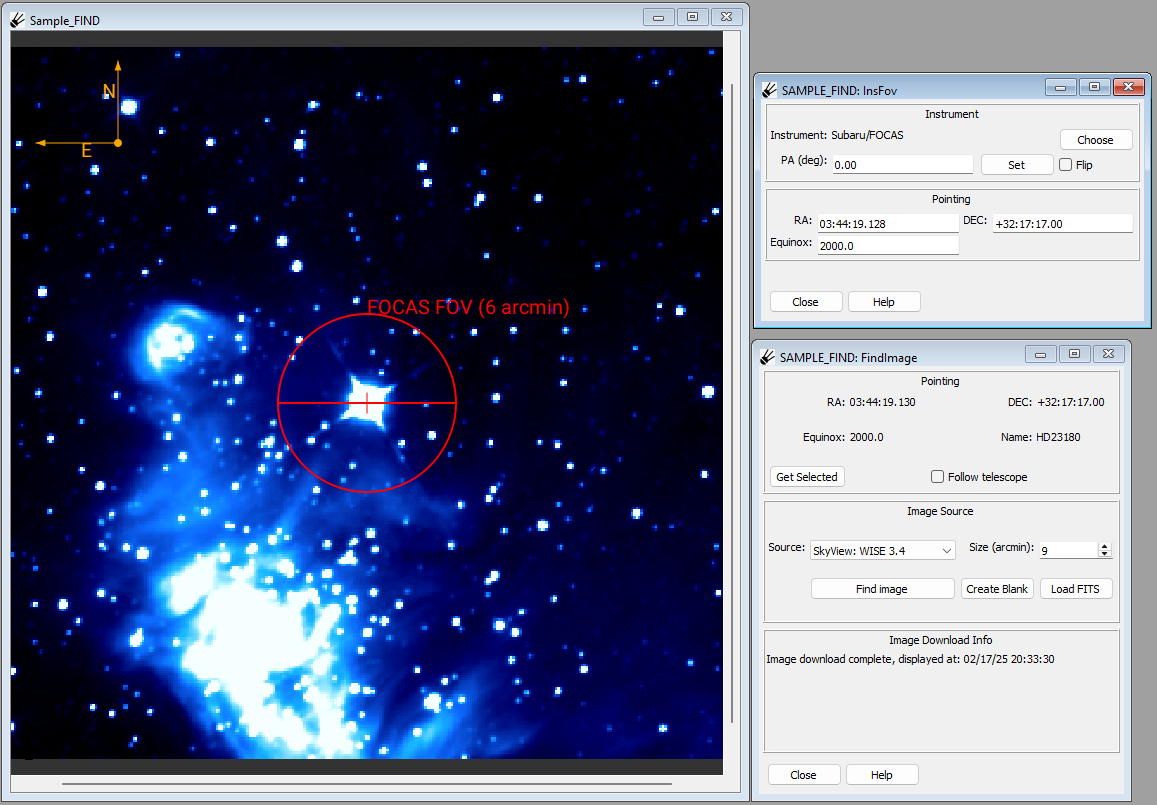 Sample_FIND
N
E
FOCAS FOV (6 arcmin)
SAMPLE_FIND: InsFov
Instrument
Instrument: Subaru/FOCAS
Choose
PA (deg): 0.00
Set
Flip
Pointing
RA: 03:44:19.128 DEC: +32:17:17.00
Equinox: 2000.0
Close Help
SAMPLE_FIND: FindImage
Pointing
RA: 03:44:19.130 DEC: +32:17:17.00
Equinox: 2000.0 Name: HD23180
Get Selected Follow telescope
Image Source
Source: SkyView: WISE 3.4 Size (arcmin): 9
Find image Create Blank Load FITS
Image Download Info
Image download complete, displayed at: 02/17/25 20:33:30
Close Help